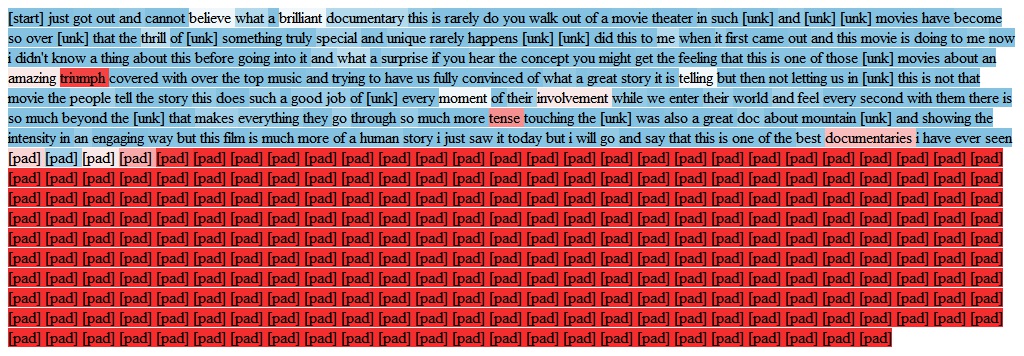 [start] just got out and cannot believe what a brilliant documentary this is rarely do you walk out of a movie theater in such [unk] and [unk] [unk] movies have become
so over [unk] that the thrill of [unk] something truly special and unique rarely happens [unk] [unk] did this to me when it first came out and this movie is doing to me now
i didn't know a thing about this before going into it and what a surprise if you hear the concept you might get the feeling that this is one of those [unk] movies about an
amazing triumph covered with over the top music and trying to have us fully convinced of what a great story it is telling but then not letting us in [unk] this is not that
movie the people tell the story this does such a good job of [unk] every moment of their involvement while we enter their world and feel every second with them there is
so much beyond the [unk] that makes everything they go through so much more tense touching the [unk] was also a great doc about mountain [unk] and showing the
intensity in an engaging way but this film is much more of a human story i just saw it today but i will go and say that this is one of the best documentaries i have ever seen
[pad] [pad] [pad] [pad] [pad] [pad] [pad] [pad] [pad] [pad] [pad] [pad] [pad] [pad] [pad] [pad] [pad] [pad] [pad] [pad] [pad] [pad] [pad] [pad] [pad] [pad] [pad]
[pad] [pad] [pad] [pad] [pad] [pad] [pad] [pad] [pad] [pad] [pad] [pad] [pad] [pad] [pad] [pad] [pad] [pad] [pad] [pad] [pad] [pad] [pad] [pad] [pad] [pad] [pad]
[pad] [pad] [pad] [pad] [pad] [pad] [pad] [pad] [pad] [pad] [pad] [pad] [pad] [pad] [pad] [pad] [pad] [pad] [pad] [pad] [pad] [pad] [pad] [pad] [pad] [pad] [pad]
[pad] [pad] [pad] [pad] [pad] [pad] [pad] [pad] [pad] [pad] [pad] [pad] [pad] [pad] [pad] [pad] [pad] [pad] [pad] [pad] [pad] [pad] [pad] [pad] [pad] [pad] [pad]
[pad] [pad] [pad] [pad] [pad] [pad] [pad] [pad] [pad] [pad] [pad] [pad] [pad] [pad] [pad] [pad] [pad] [pad] [pad] [pad] [pad] [pad] [pad] [pad] [pad] [pad] [pad]
[pad] [pad] [pad] [pad] [pad] [pad] [pad] [pad] [pad] [pad] [pad] [pad] [pad] [pad] [pad] [pad] [pad] [pad] [pad] [pad] [pad] [pad] [pad] [pad] [pad] [pad] [pad]
[pad] [pad] [pad] [pad] [pad] [pad] [pad] [pad] [pad] [pad] [pad] [pad] [pad] [pad] [pad] [pad] [pad] [pad] [pad] [pad] [pad] [pad] [pad] [pad] [pad] [pad] [pad]
[pad] [pad] [pad] [pad] [pad] [pad] [pad] [pad] [pad] [pad] [pad] [pad] [pad] [pad] [pad] [pad] [pad] [pad] [pad] [pad] [pad] [pad] [pad] [pad] [pad] [pad] [pad]
[pad] [pad] [pad] [pad] [pad] [pad] [pad] [pad] [pad] [pad] [pad] [pad] [pad] [pad] [pad] [pad] [pad] [pad] [pad] [pad] [pad] [pad] [pad] [pad] [pad] [pad] [pad]
[pad] [pad] [pad] [pad] [pad] [pad] [pad] [pad] [pad] [pad] [pad] [pad] [pad] [pad] [pad] [pad] [pad] [pad] [pad] [pad] [pad] [pad] [pad] [pad]